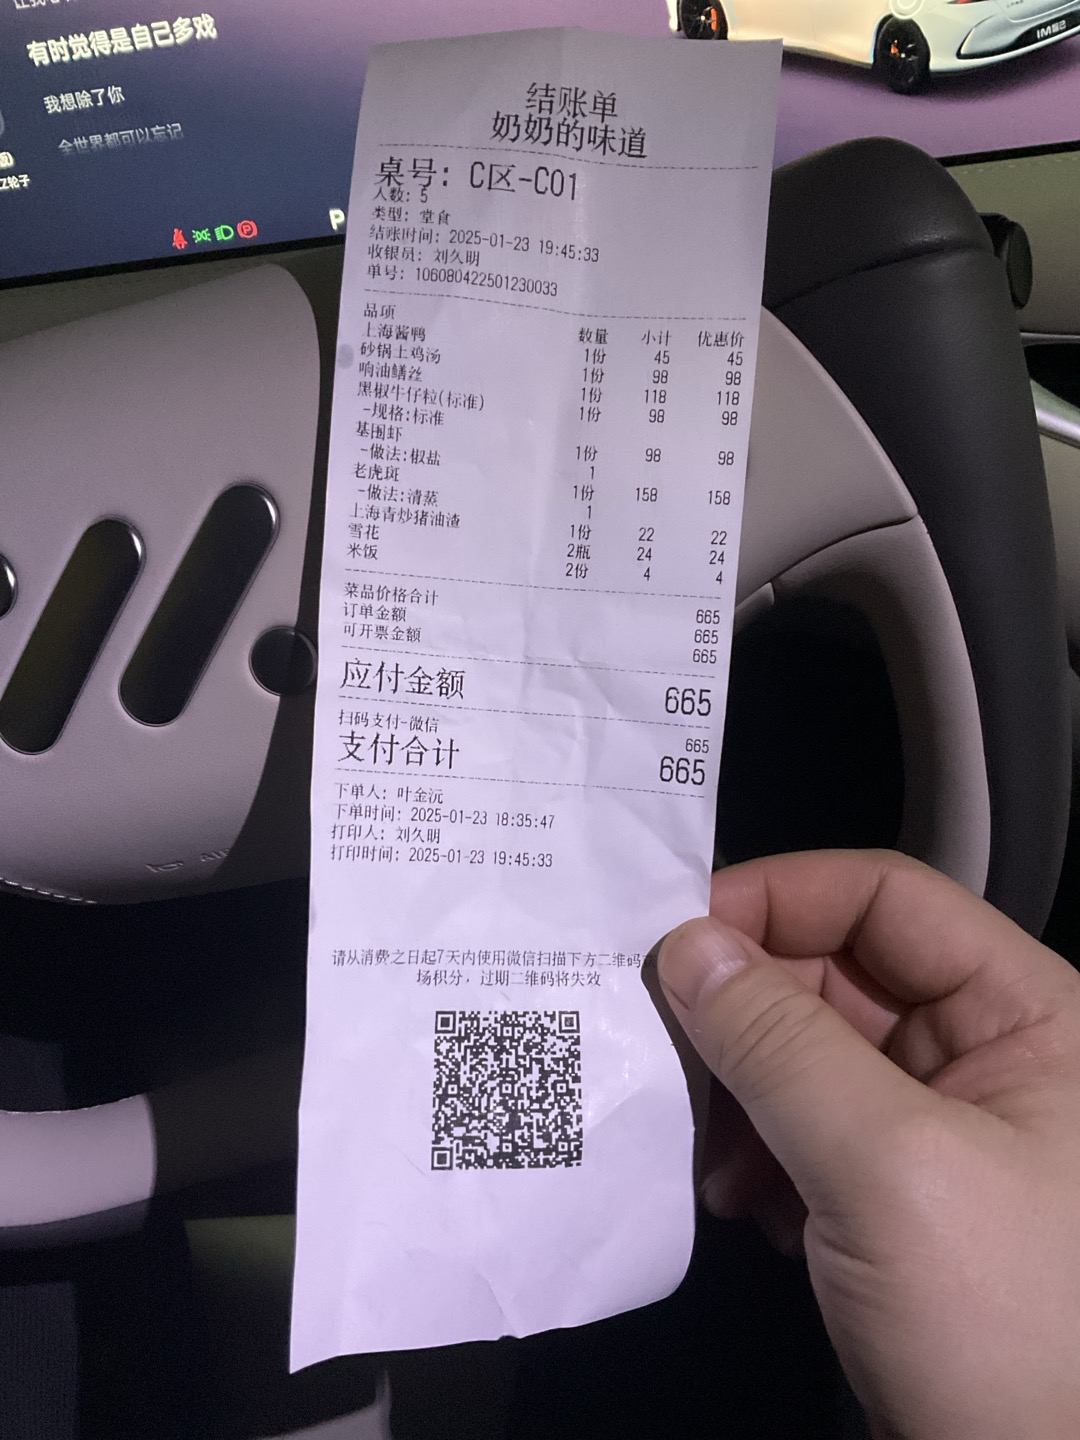 有时觉得是自己多戏
我想除了你
全世界都可以忘记
轮子
P
IM智己
结账单
奶奶的味道
桌号: C区-C01
人数: 5
类型: 堂食
结账时间: 2025-01-23 19:45:33
收银员: 刘久明
单号: 106080422501230033
品项 数量 小计 优惠价
上海酱鸭 1份 45 45
砂锅土鸡汤 1份 98 98
响油鳝丝 1份 118 118
黑椒牛仔粒(标准) 1份 98 98
-规格:标准
基围虾 1份 98 98
-做法:椒盐 1
老虎斑 1份 158 158
-做法:清蒸 1
上海青炒猪油渣 1份 22 22
雪花 2瓶 24 24
米饭 2份 4 4
菜品价格合计 665
订单金额 665
可开票金额 665
应付金额 665
扫码支付-微信 665
支付合计 665
下单人: 叶金沅
下单时间: 2025-01-23 18:35:47
打印人: 刘久明
打印时间: 2025-01-23 19:45:33
请从消费之日起7天内使用微信扫描下方二维码
场积分，过期二维码将失效